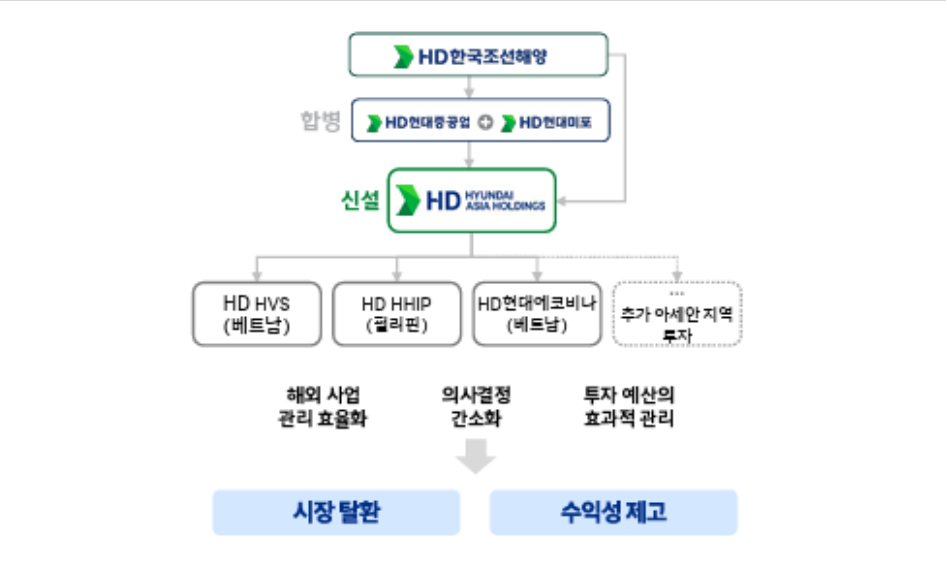 HD한국조선해양
합병
HD현대중공업 + HD현대미포
신설
HD HYUNDAI ASIA HOLDINGS
HD HVS
(베트남)
HD HHIP
(필리핀)
HD현대에코비나
(베트남)
...
추가 아세안 지역
투자
해외 사업
관리 효율화
의사결정
간소화
투자 예산의
효과적 관리
시장 탈환
수익성 제고